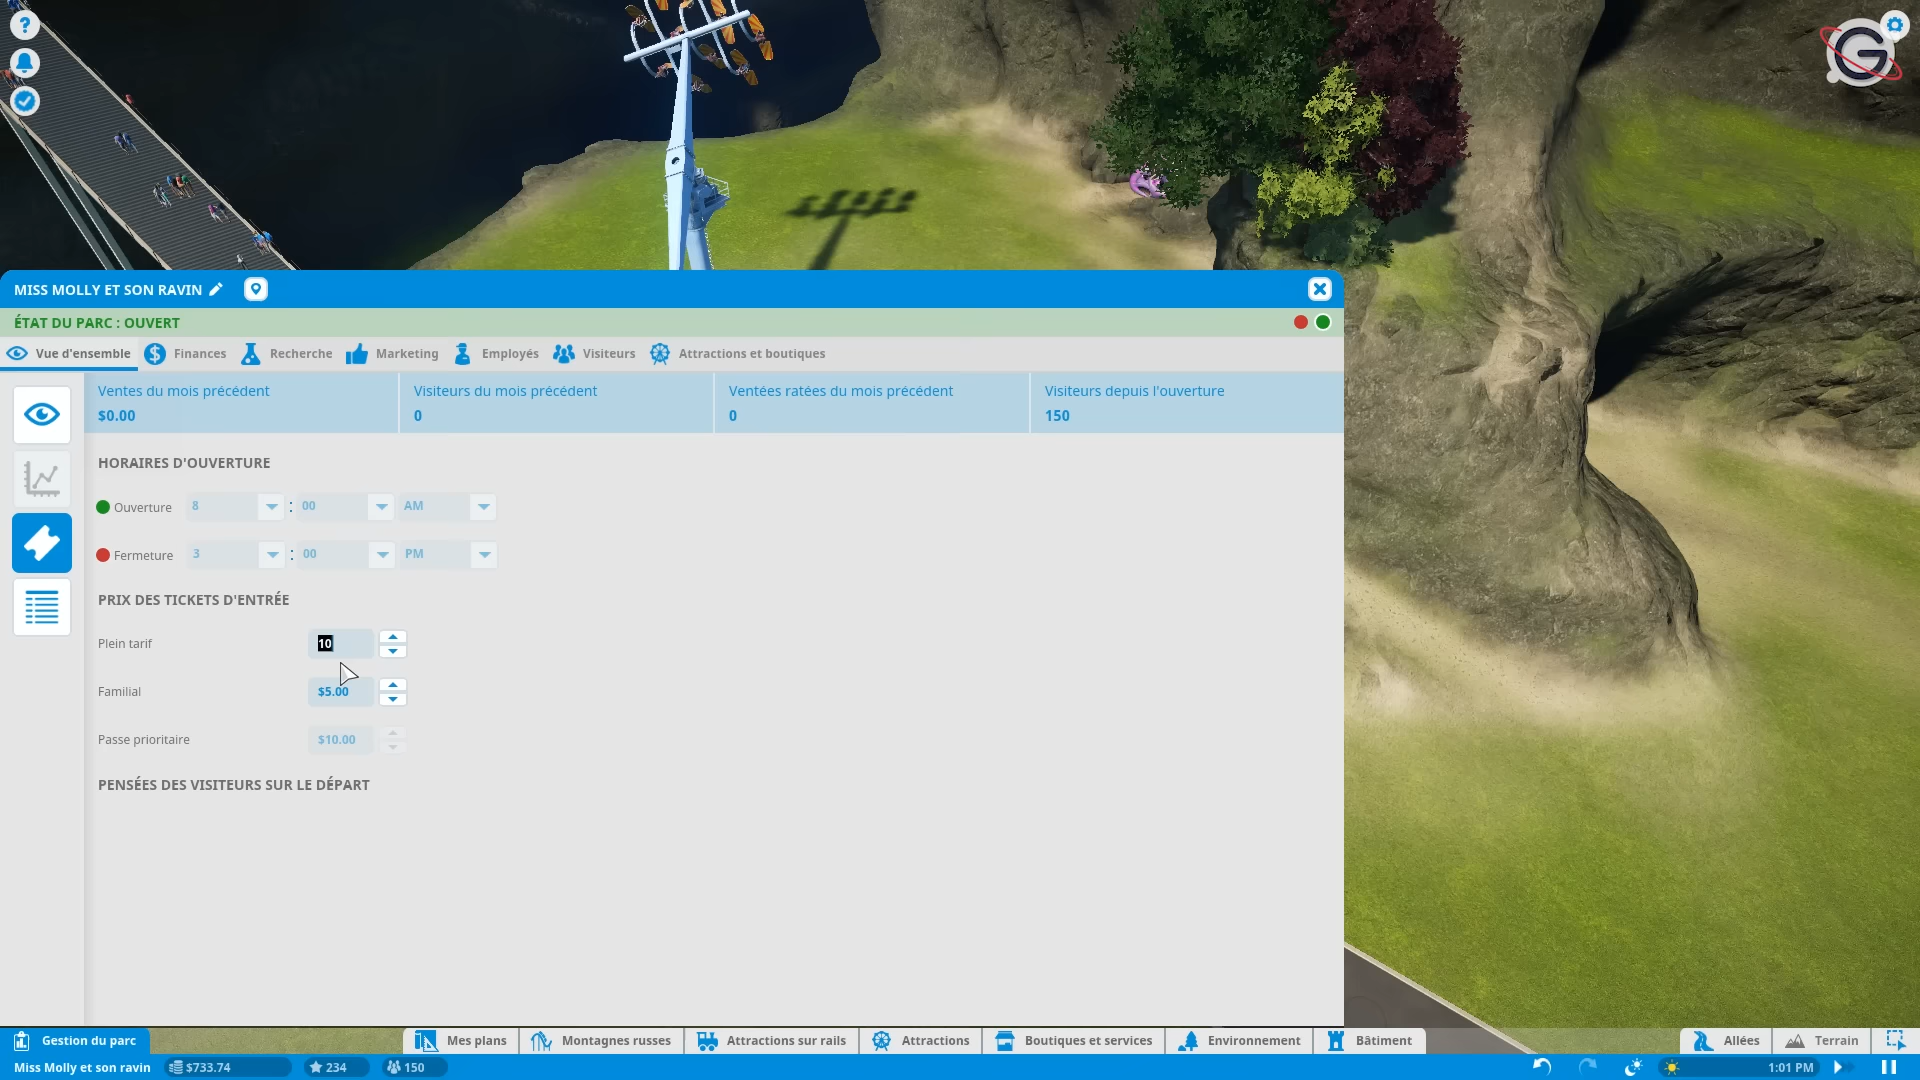 ?
G
MISS MOLLY ET SON RAVIN
ÉTAT DU PARC : OUVERT
Vue d'ensemble Finances Recherche Marketing Employés Visiteurs Attractions et boutiques
Ventes du mois précédent Visiteurs du mois précédent Ventées ratées du mois précédent Visiteurs depuis l'ouverture
$0.00 0 0 150
HORAIRES D'OUVERTURE
Ouverture 8 : 00 AM
Fermeture 3 : 00 PM
PRIX DES TICKETS D'ENTRÉE
Plein tarif 10
Familial $5.00
Passe prioritaire $10.00
PENSÉES DES VISITEURS SUR LE DÉPART
Gestion du parc Mes plans Montagnes russes Attractions sur rails Attractions Boutiques et services Environnement Bâtiment Allées Terrain
Miss Molly et son ravin $733.74 234 150 1:01 PM